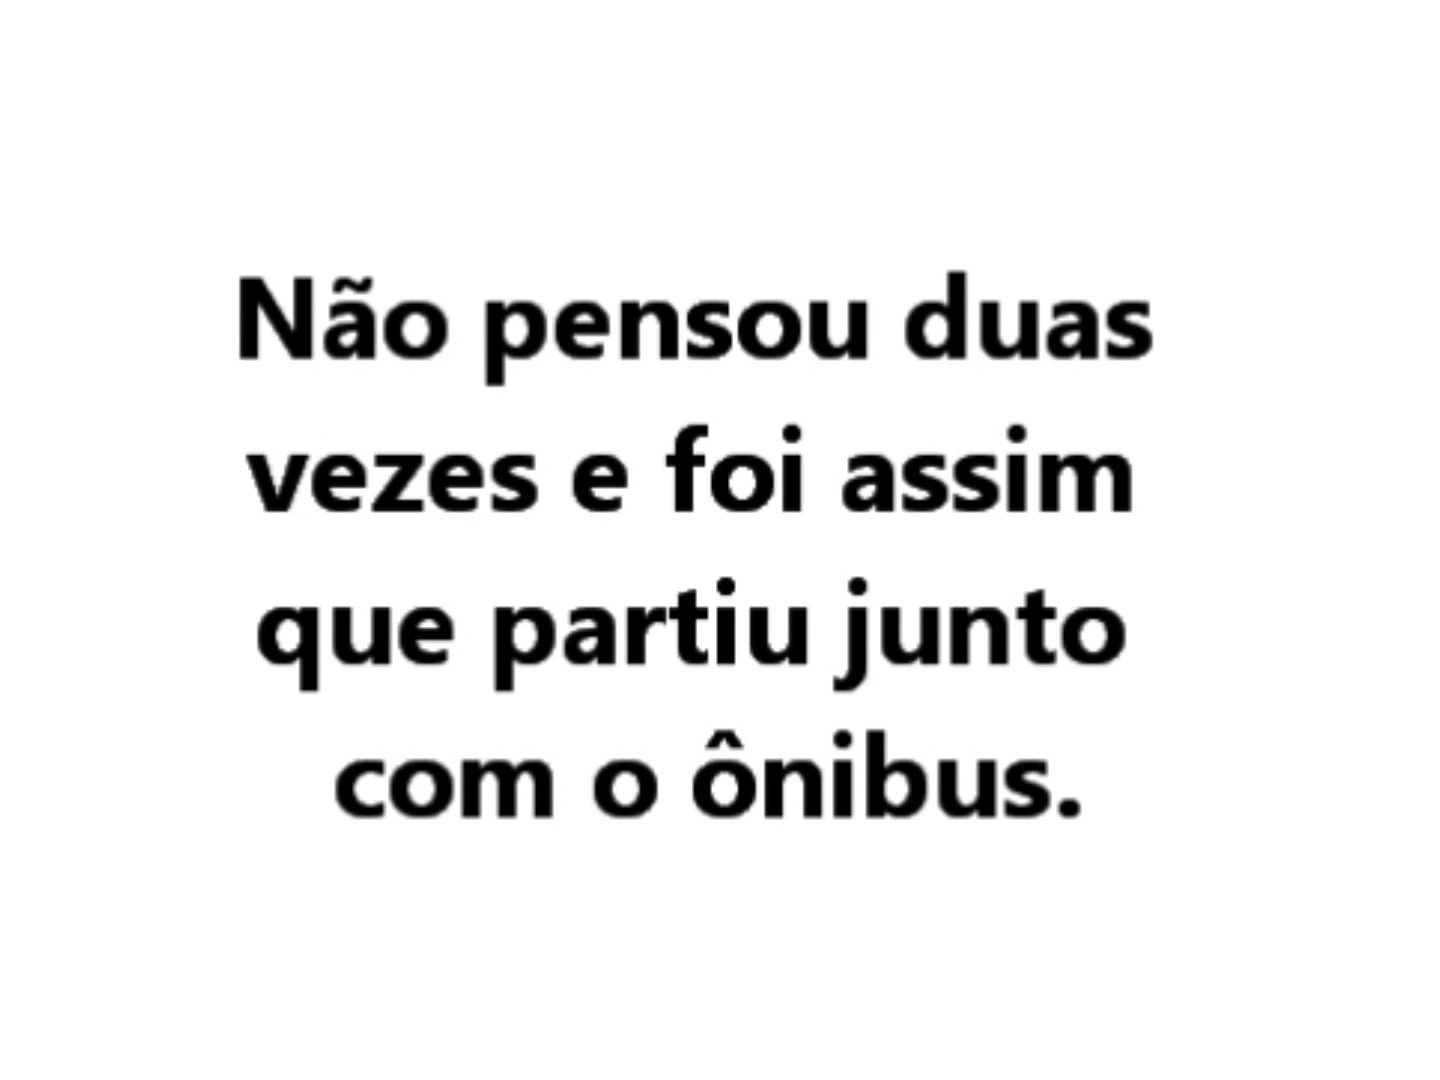 Não pensou duas
vezes e foi assim
que partiu junto
com o ônibus.